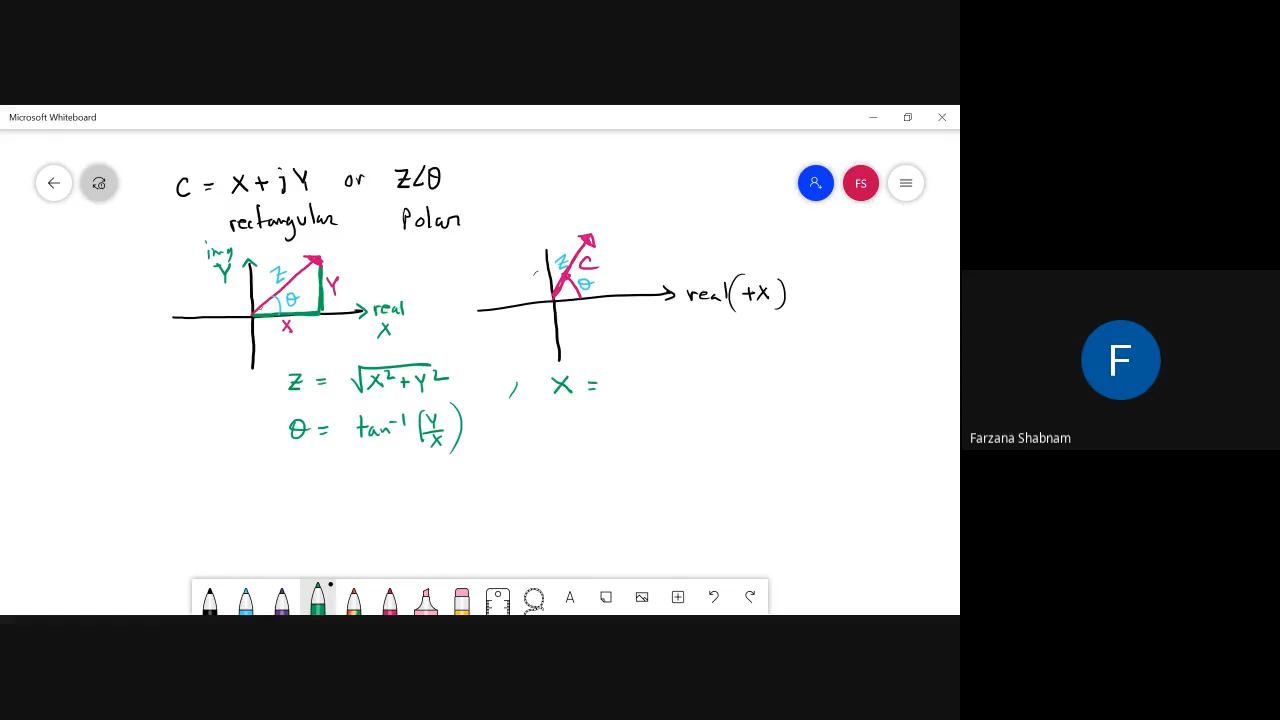 Microsoft Whiteboard
C = X + jY or Z∠θ
FS
rectangular Polar
img
Y
Z
θ
Y
X
real
X
Z
C
θ
real (+X)
Z = √X² + Y² , X =
θ = tan⁻¹ (Y/X)
A
F
Farzana Shabnam